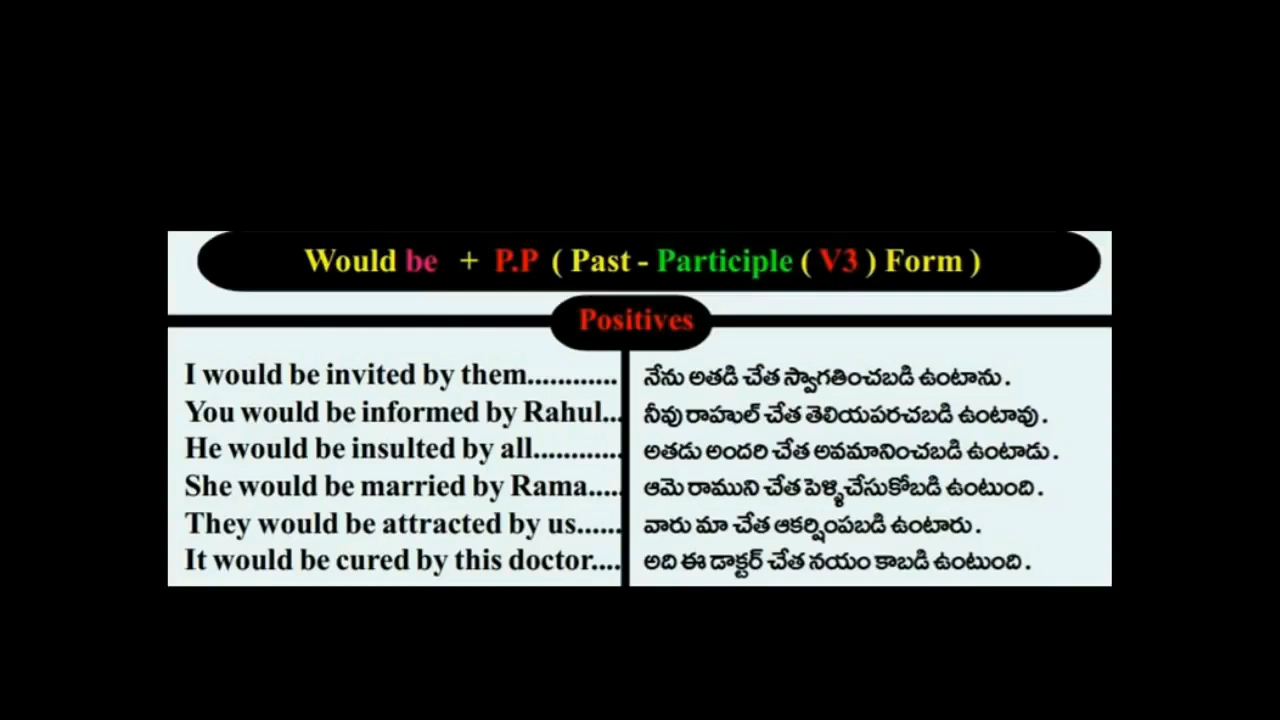 Would be + P.P ( Past - Participle ( V3 ) Form )
Positives
I would be invited by them............
నేను అతడి చేత స్వాగతించబడి ఉంటాను.
You would be informed by Rahul...
నీవు రాహుల్ చేత తెలియపరచబడి ఉంటావు.
He would be insulted by all............
అతడు అందరి చేత అవమానించబడి ఉంటాడు.
She would be married by Rama.....
ఆమె రాముని చేత పెళ్ళిచేసుకోబడి ఉంటుంది.
They would be attracted by us......
వారు మా చేత ఆకర్షింపబడి ఉంటారు.
It would be cured by this doctor....
అది ఈ డాక్టర్ చేత నయం కాబడి ఉంటుంది.